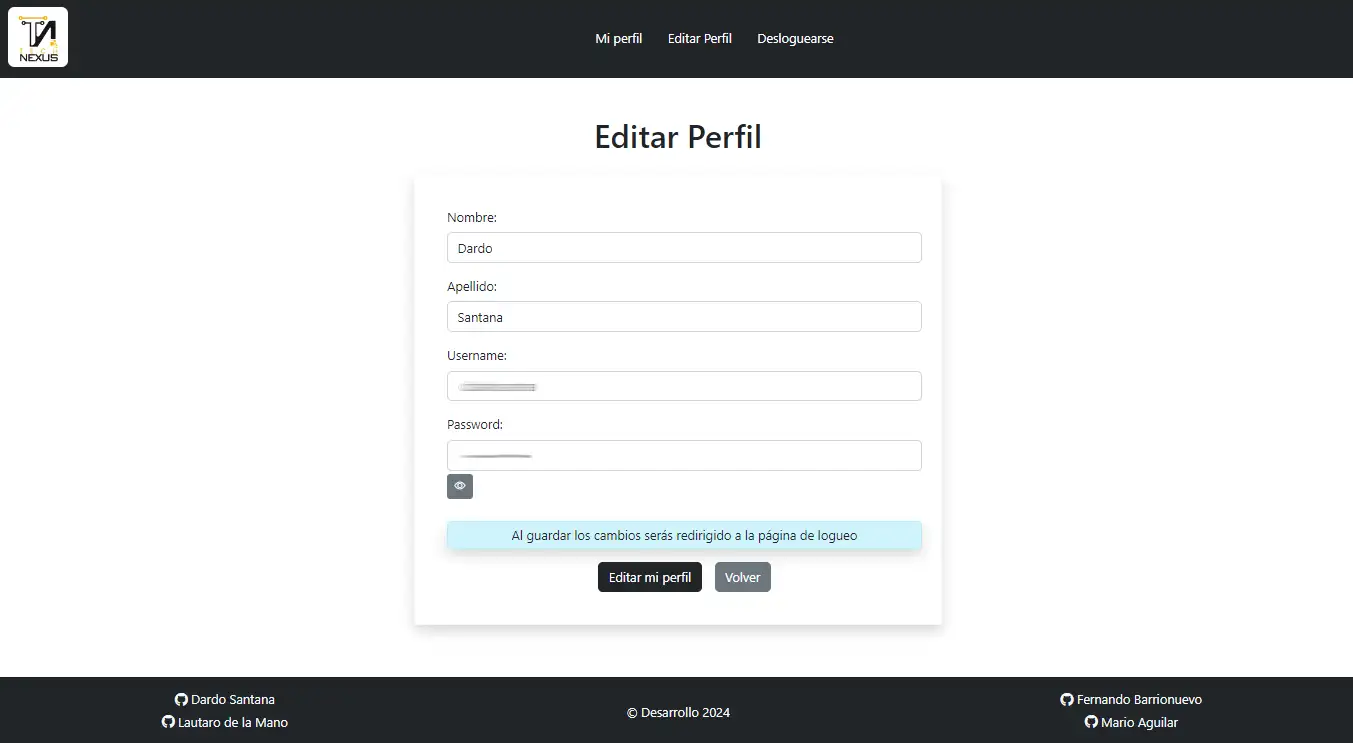 TECH
NEXUS
Mi perfil
Editar Perfil
Desloguearse
Editar Perfil
Nombre:
Dardo
Apellido:
Santana
Username:
Password:
Al guardar los cambios serás redirigido a la página de logueo
Editar mi perfil
Volver
Dardo Santana
Lautaro de la Mano
© Desarrollo 2024
Fernando Barrionuevo
Mario Aguilar